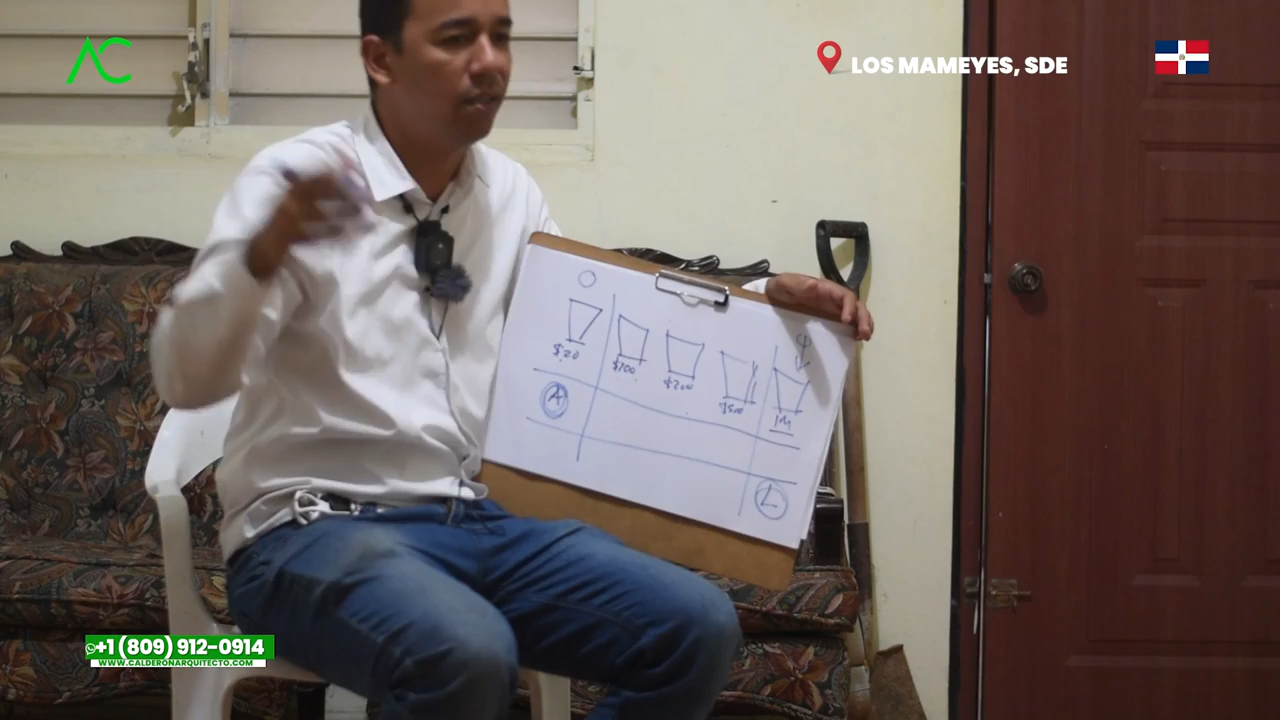 AC
LOS MAMEYES, SDE
$20
$100
$200
$500
1M
A
L
+1 (809) 912-0914
WWW.CALDERONARQUITECTO.COM